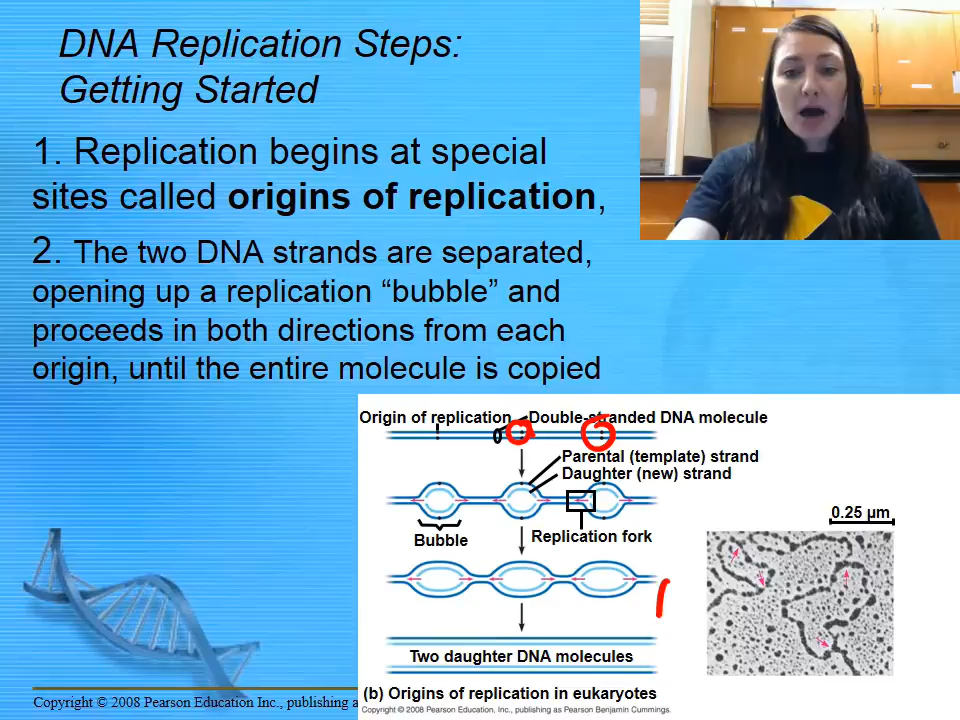 DNA Replication Steps:
Getting Started
1. Replication begins at special
sites called origins of replication,
2. The two DNA strands are separated,
opening up a replication “bubble” and
proceeds in both directions from each
origin, until the entire molecule is copied
Origin of replication
Double-stranded DNA molecule
Parental (template) strand
Daughter (new) strand
0.25 µm
Bubble
Replication fork
Two daughter DNA molecules
(b) Origins of replication in eukaryotes
Copyright © 2008 Pearson Education Inc., publishing a
Copyright © 2008 Pearson Education, Inc., publishing as Pearson Benjamin Cummings.